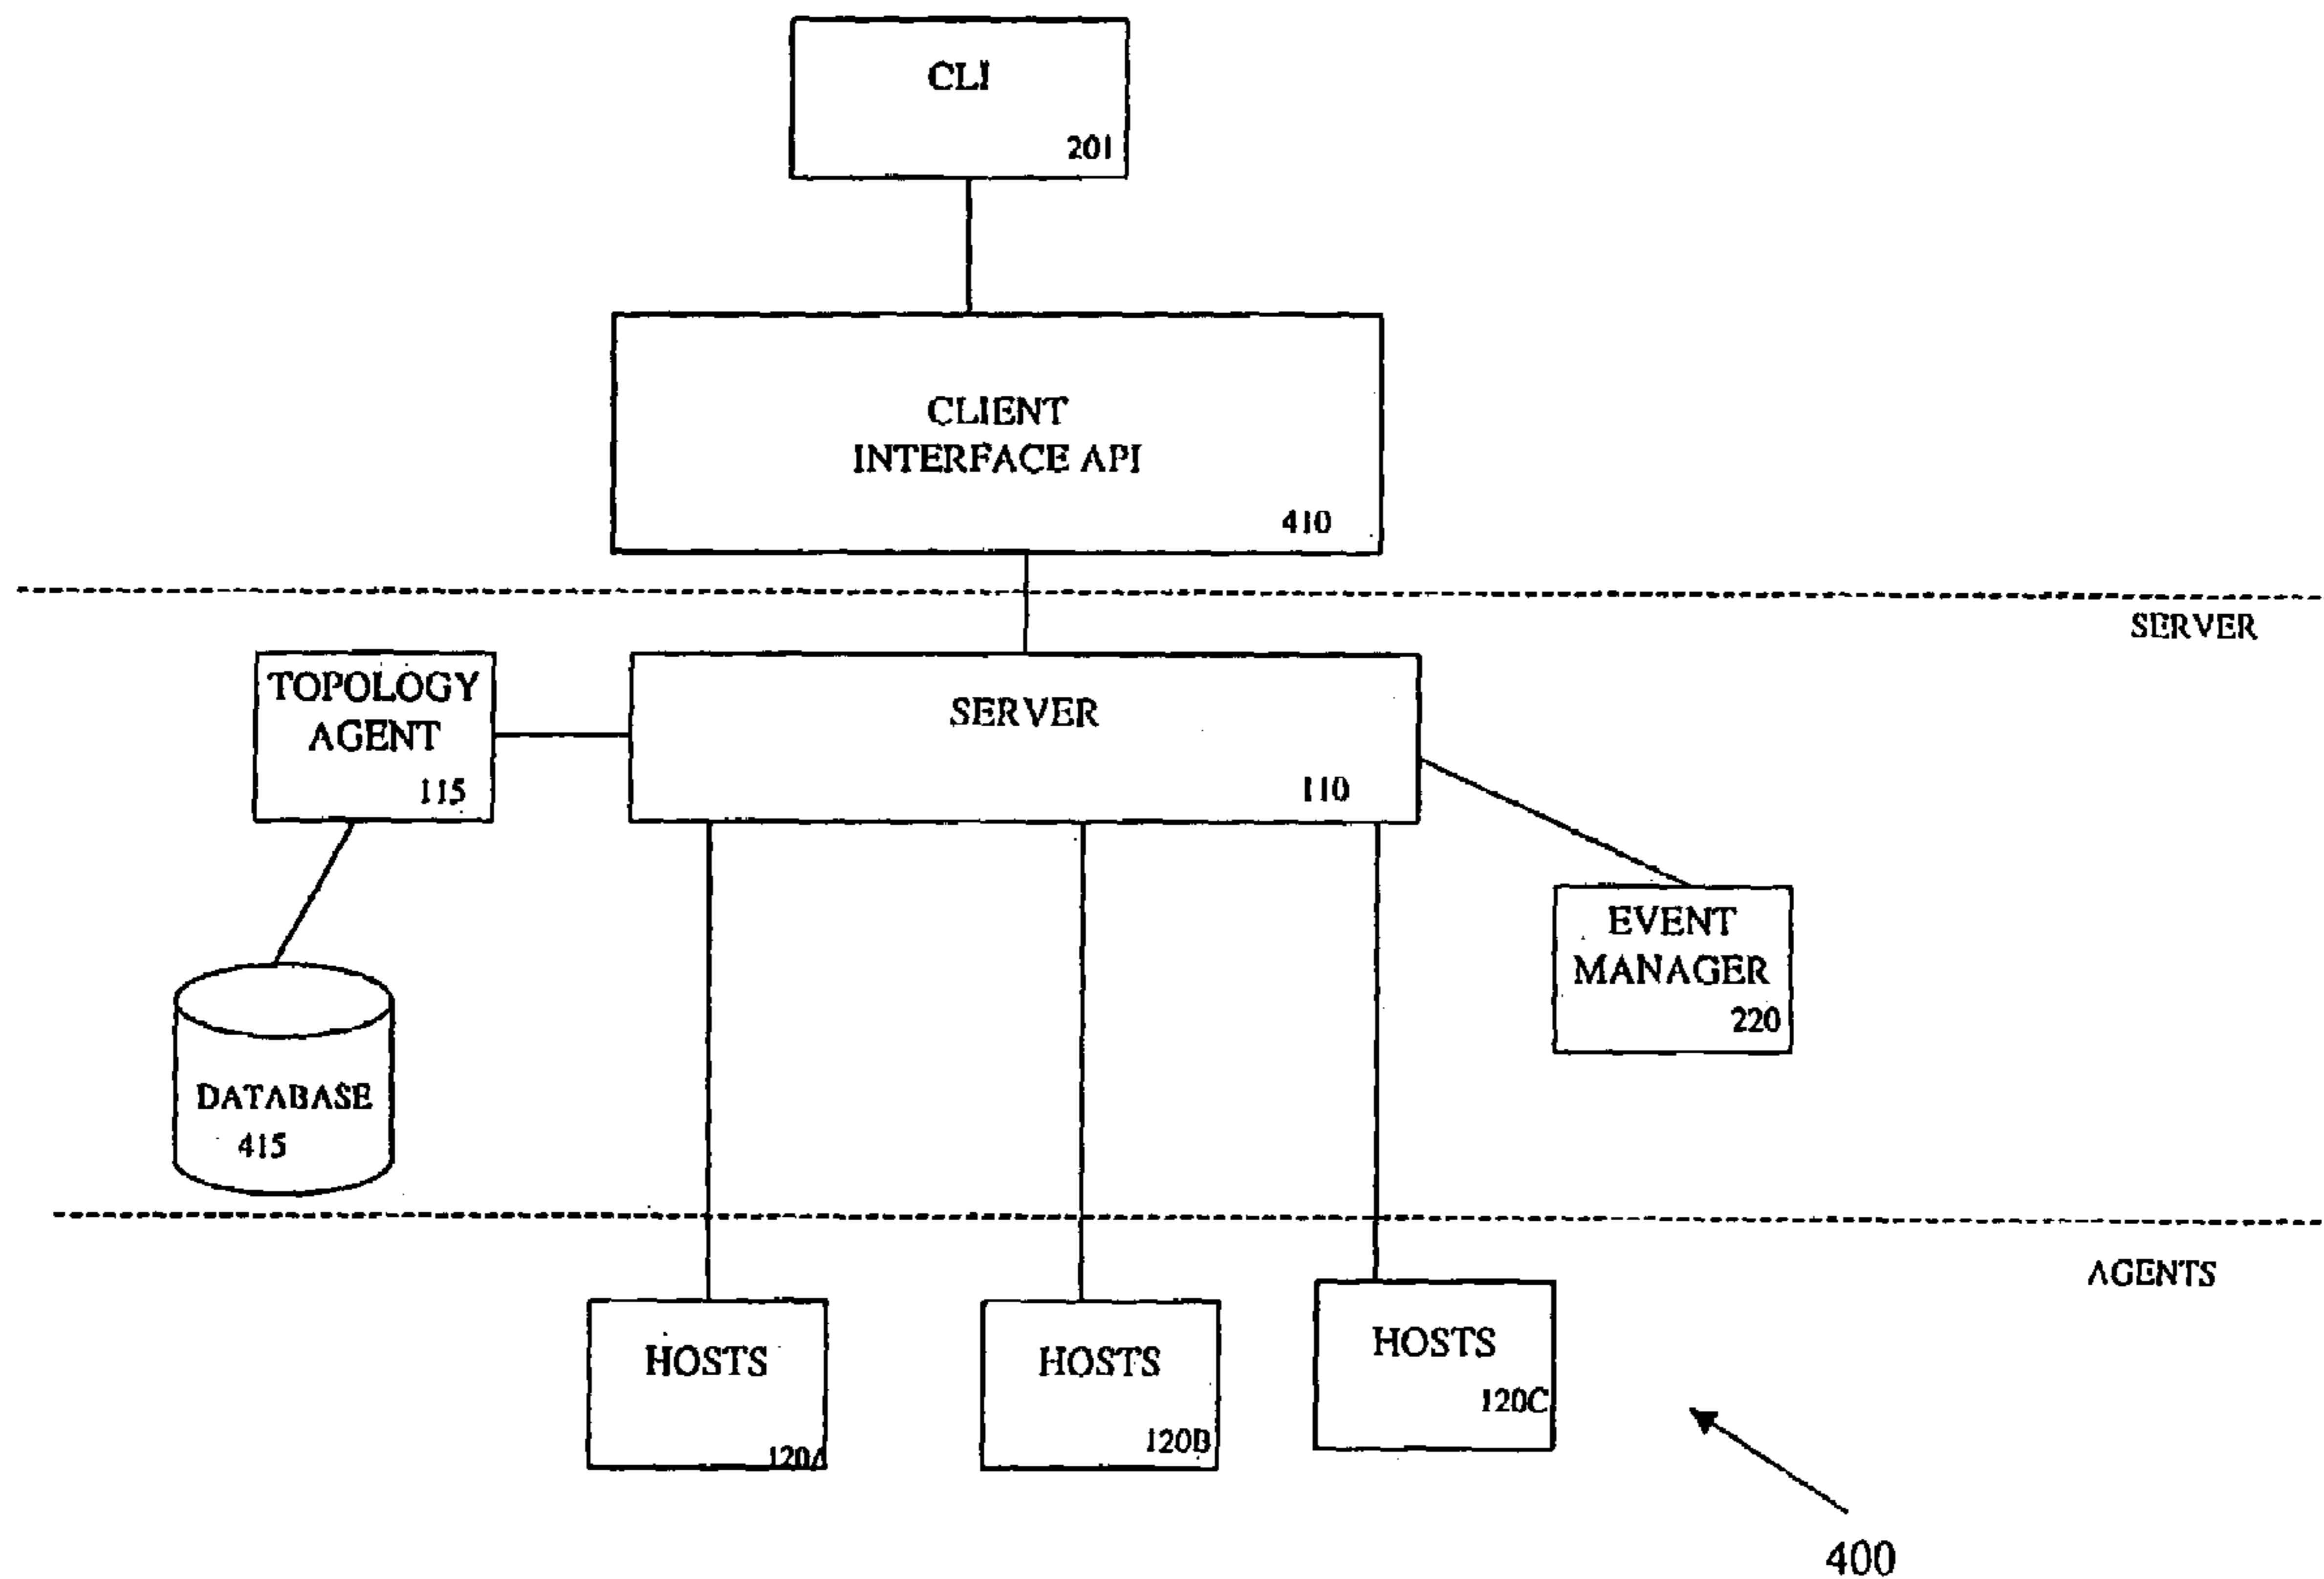 CLI
201
CLIENT
INTERFACE API
410
SERVER
TOPOLOGY
AGENT
115
SERVER
110
EVENT
MANAGER
220
DATABASE
415
AGENTS
HOSTS
120A
HOSTS
120B
HOSTS
120C
400